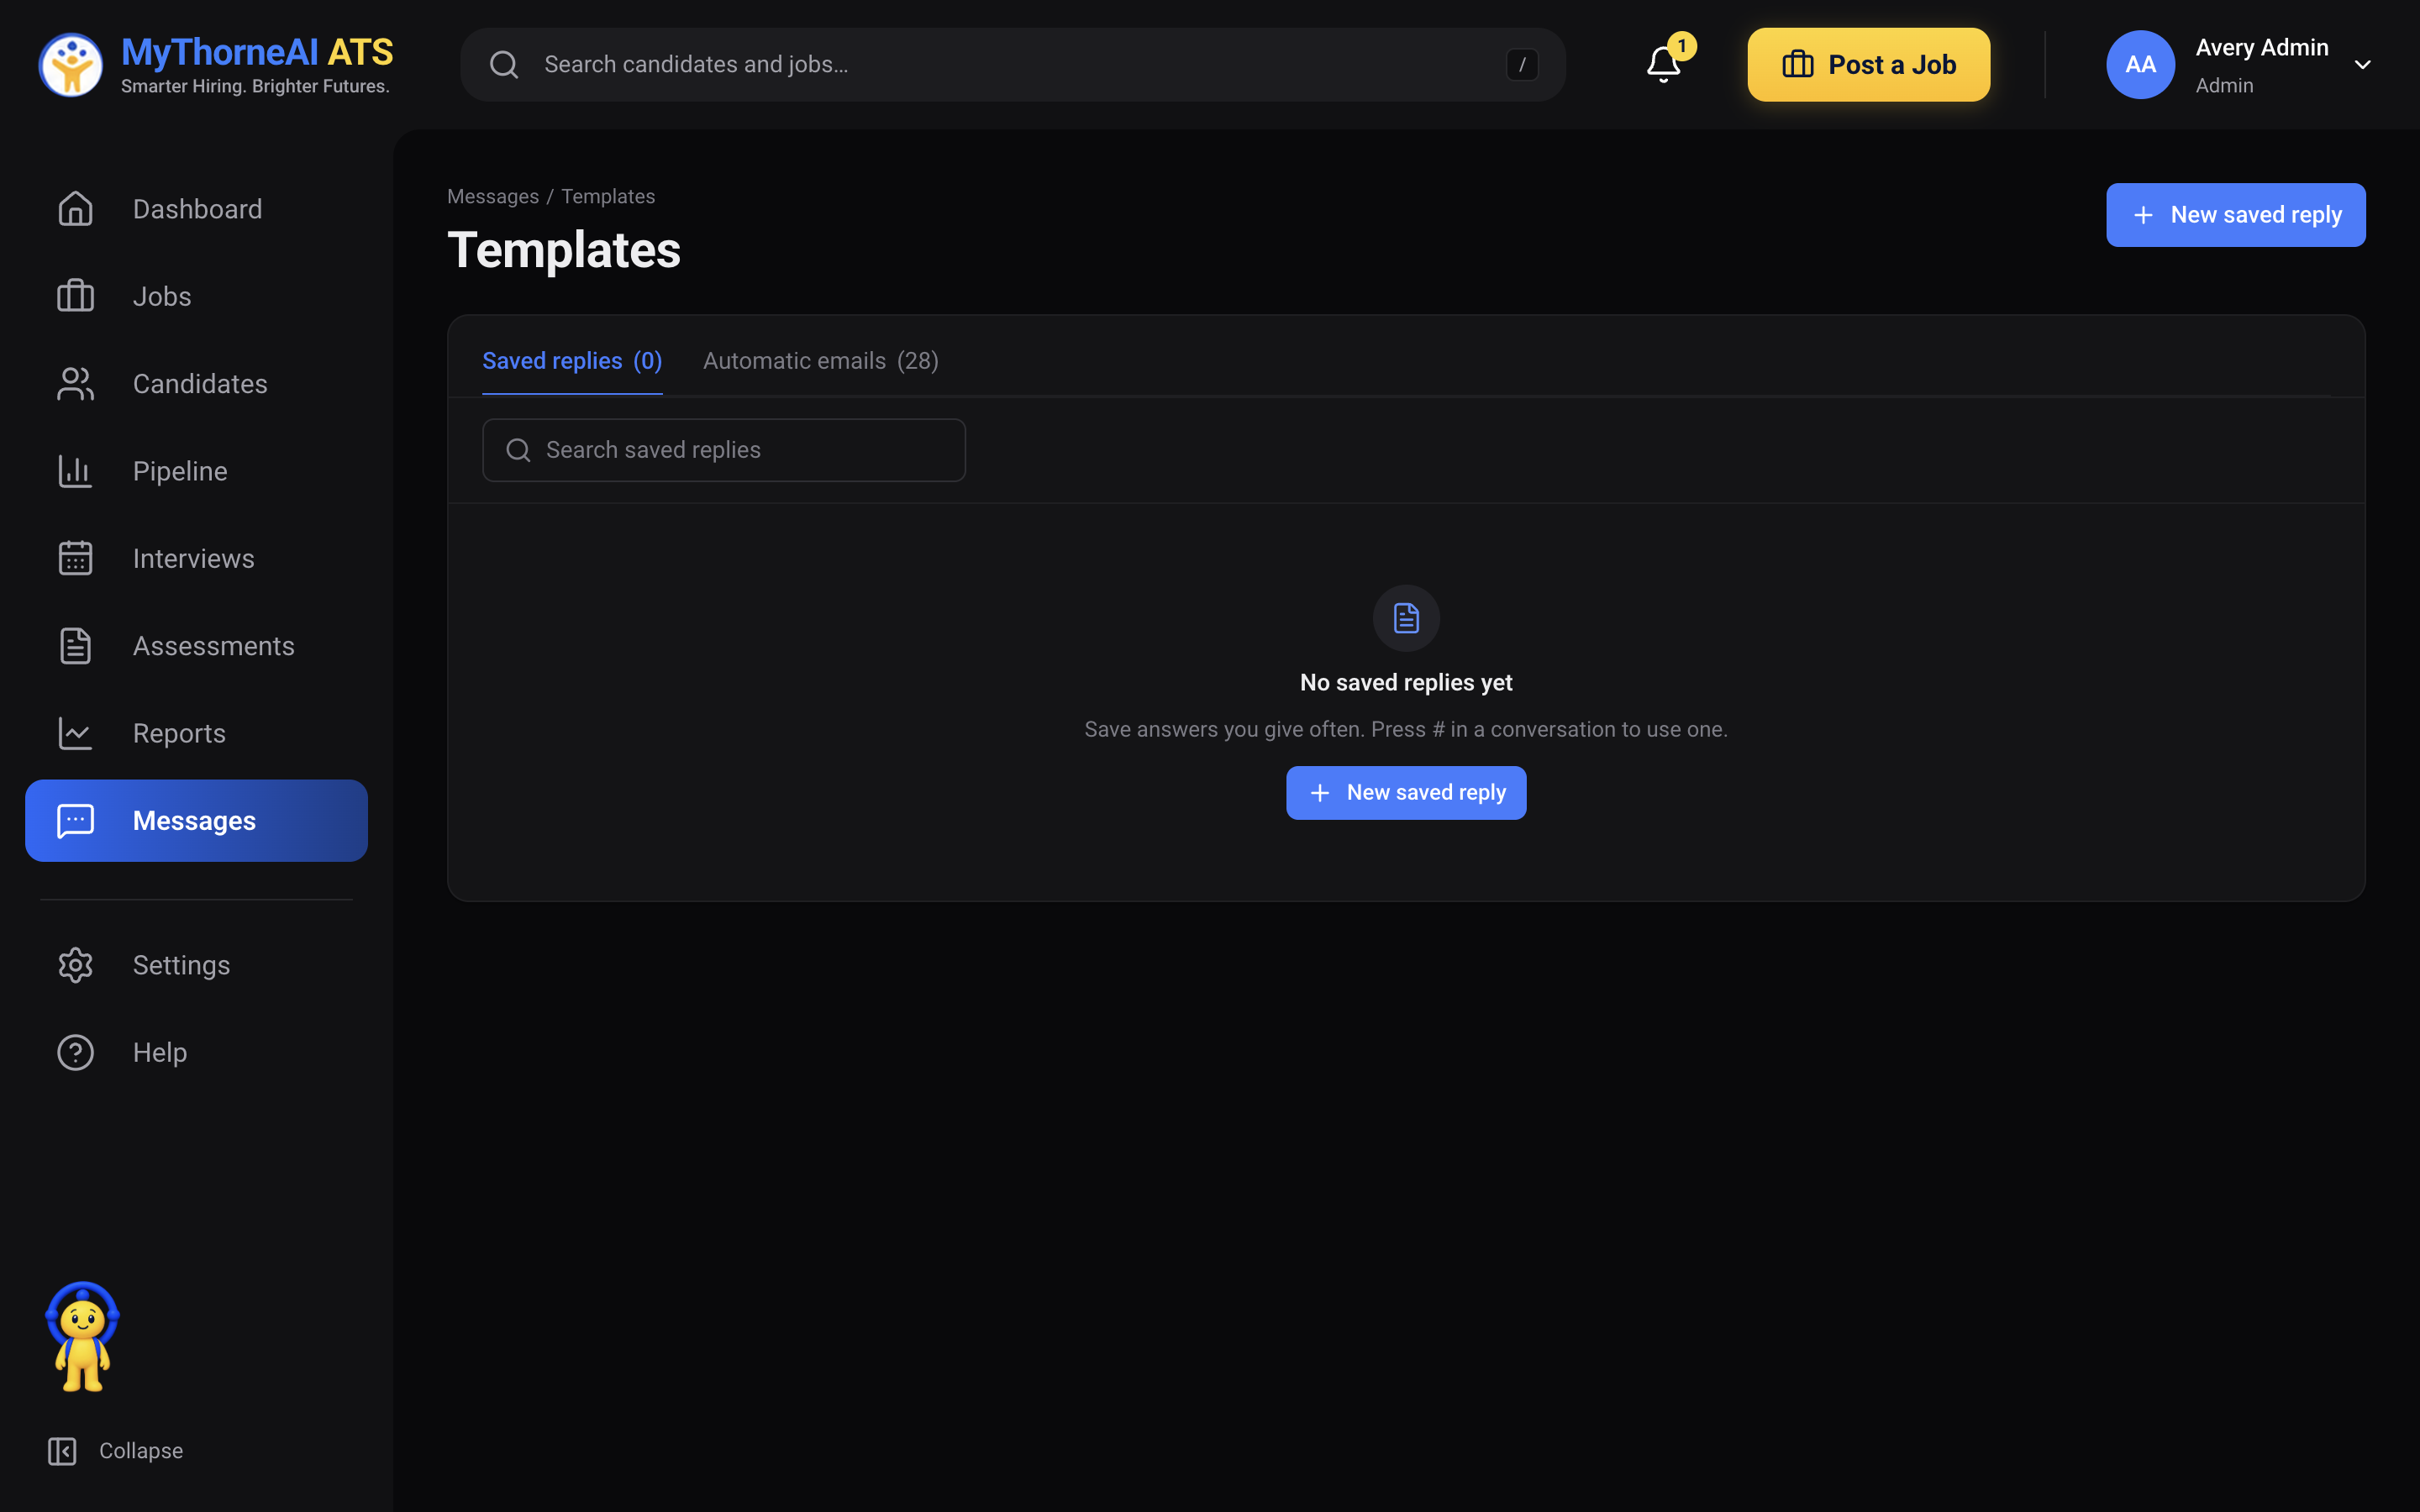 MyThorneAI ATS
Smarter Hiring. Brighter Futures.
Search candidates and jobs...
/
1
Post a Job
AA
Avery Admin
Admin
Dashboard
Jobs
Candidates
Pipeline
Interviews
Assessments
Reports
Messages
Settings
Help
Collapse
Messages / Templates
Templates
New saved reply
Saved replies (0)
Automatic emails (28)
Search saved replies
No saved replies yet
Save answers you give often. Press # in a conversation to use one.
New saved reply